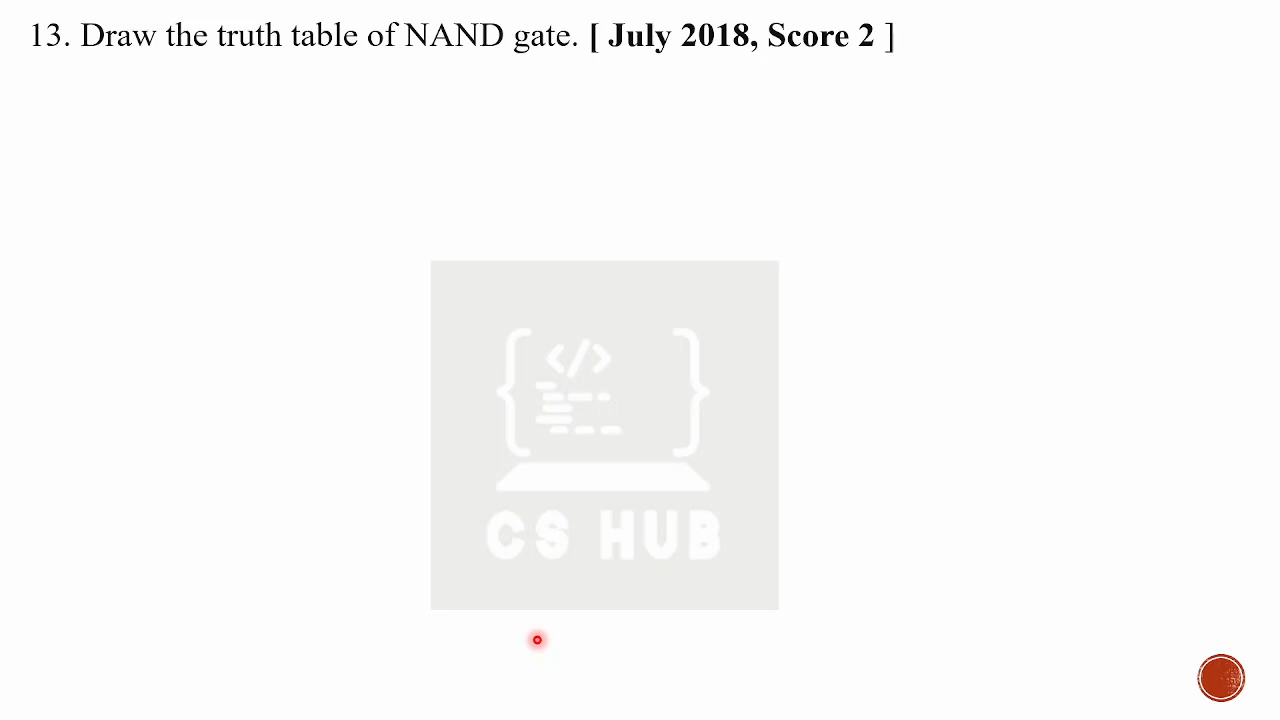 13. Draw the truth table of NAND gate. [ July 2018, Score 2 ]
</>
CS HUB